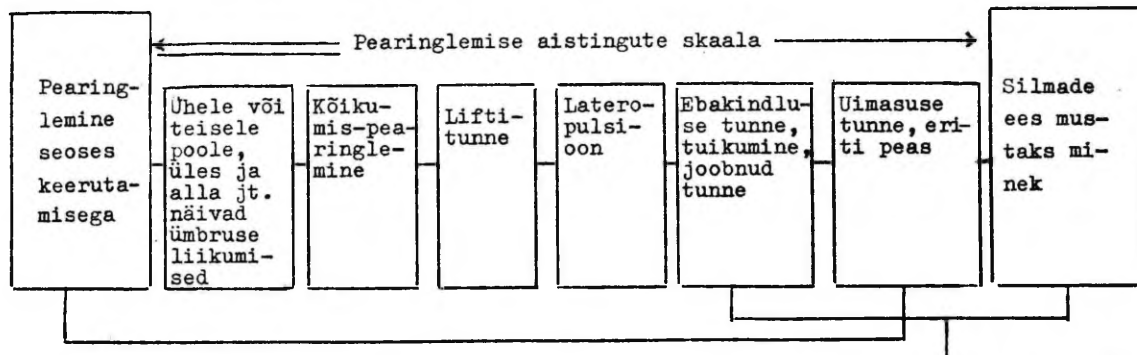 Pearinglemise aistingute skaala
Pearing-
lemine
seoses
keeruta-
misega
Ühele või
teisele
poole,
üles ja
alla jt.
näivad
ümbruse
liikumi-
sed
Kõiku-
mis-pea-
ringle-
mine
Lifti-
tunne
Latero-
pulsi-
oon
Ebakindlu-
se tunne,
tuikumine,
joobnud
tunne
Uimasuse
tunne, eri-
ti peas
Silmade
ees mus-
taks mi-
nek